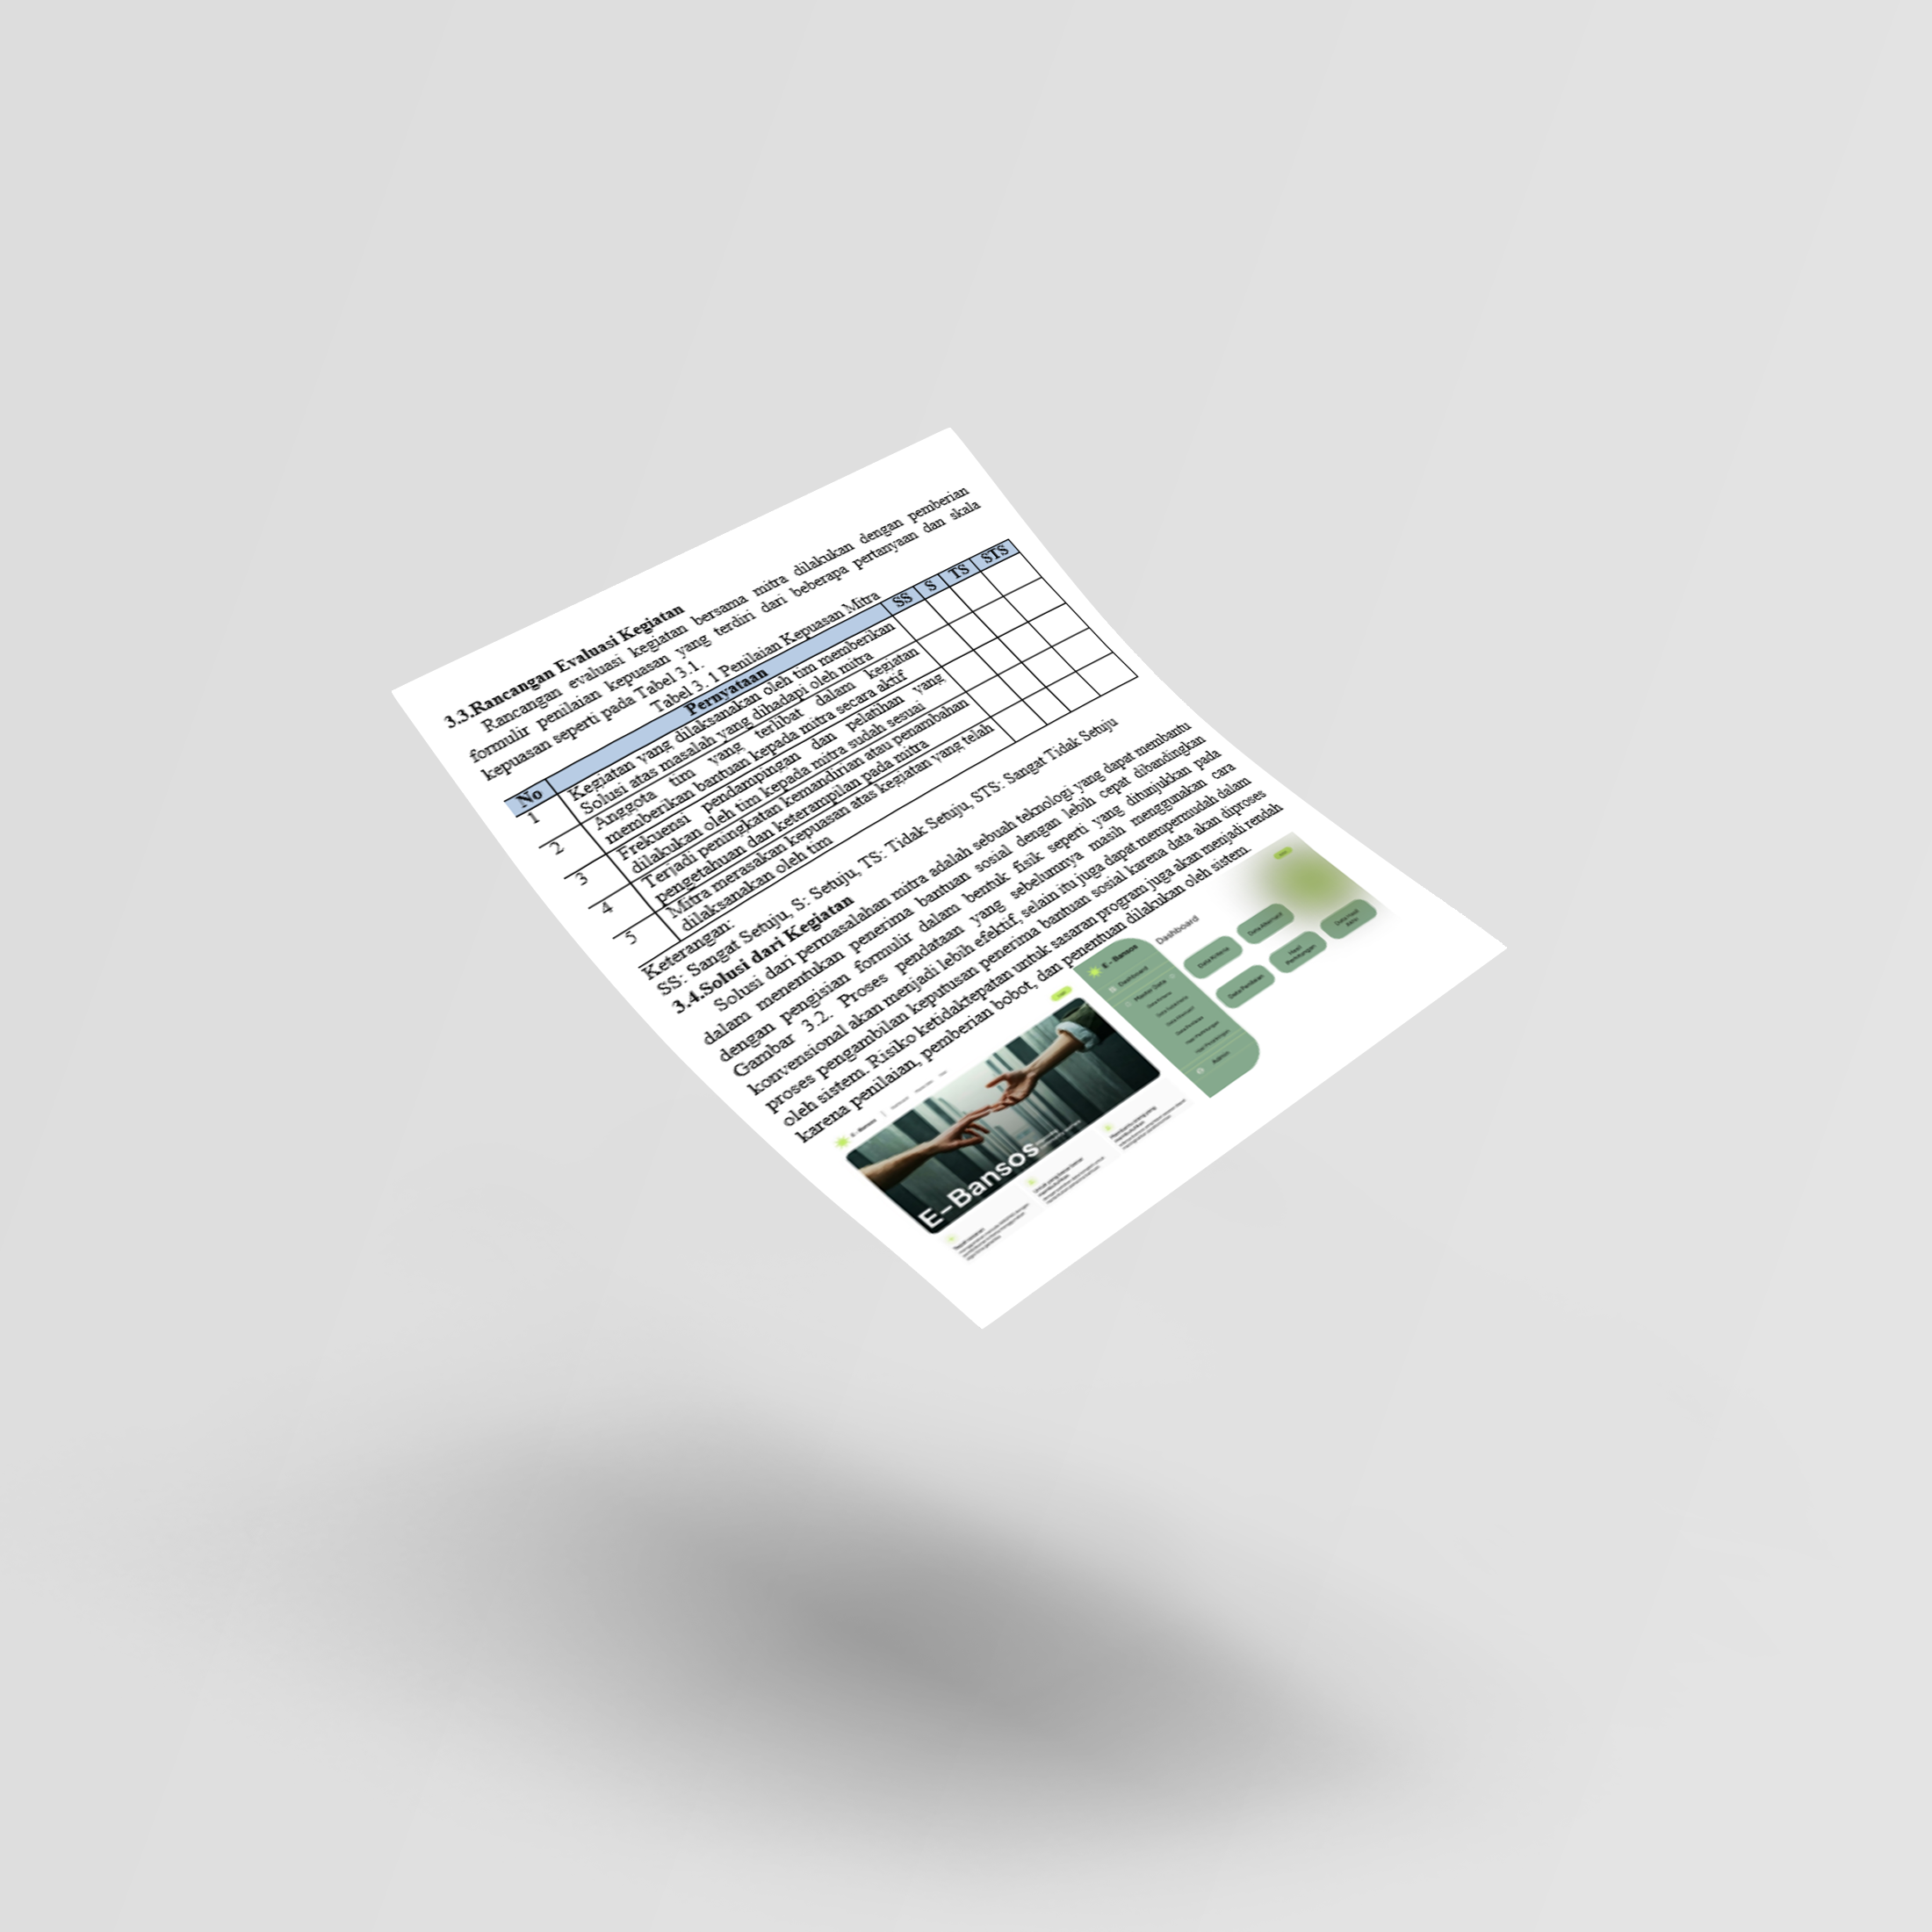 3.3.Rancangan Evaluasi Kegiatan
Rancangan evaluasi kegiatan bersama mitra dilakukan dengan pemberian
formulir penilaian kepuasan yang terdiri dari beberapa pertanyaan dan skala
kepuasan seperti pada Tabel 3.1.
Tabel 3. 1 Penilaian Kepuasan Mitra
No Pernyataan SS S TS STS
1 Kegiatan yang dilaksanakan oleh tim memberikan
Solusi atas masalah yang dihadapi oleh mitra
2 Anggota tim yang terlibat dalam kegiatan
memberikan bantuan kepada mitra secara aktif
3 Frekuensi pendampingan dan pelatihan yang
dilakukan oleh tim kepada mitra sudah sesuai
4 Terjadi peningkatan kemandirian atau penambahan
pengetahuan dan keterampilan pada mitra
5 Mitra merasakan kepuasan atas kegiatan yang telah
dilaksanakan oleh tim
Keterangan:
SS: Sangat Setuju, S: Setuju, TS: Tidak Setuju, STS: Sangat Tidak Setuju
3.4.Solusi dari Kegiatan
Solusi dari permasalahan mitra adalah sebuah teknologi yang dapat membantu
dalam menentukan penerima bantuan sosial dengan lebih cepat dibandingkan
dengan pengisian formulir dalam bentuk fisik seperti yang ditunjukkan pada
Gambar 3.2. Proses pendataan yang sebelumnya masih menggunakan cara
konvensional akan menjadi lebih efektif, selain itu juga dapat mempermudah dalam
proses pengambilan keputusan penerima bantuan sosial karena data akan diproses
oleh sistem. Risiko ketidaktepatan untuk sasaran program juga akan menjadi rendah
karena penilaian, pemberian bobot, dan penentuan dilakukan oleh sistem.
E - Bansos
E-Bansos
E - Bansos
Dashboard
Master Data
Admin
Dashboard
Data Kriteria
Data Alternatif
Data Penilaian